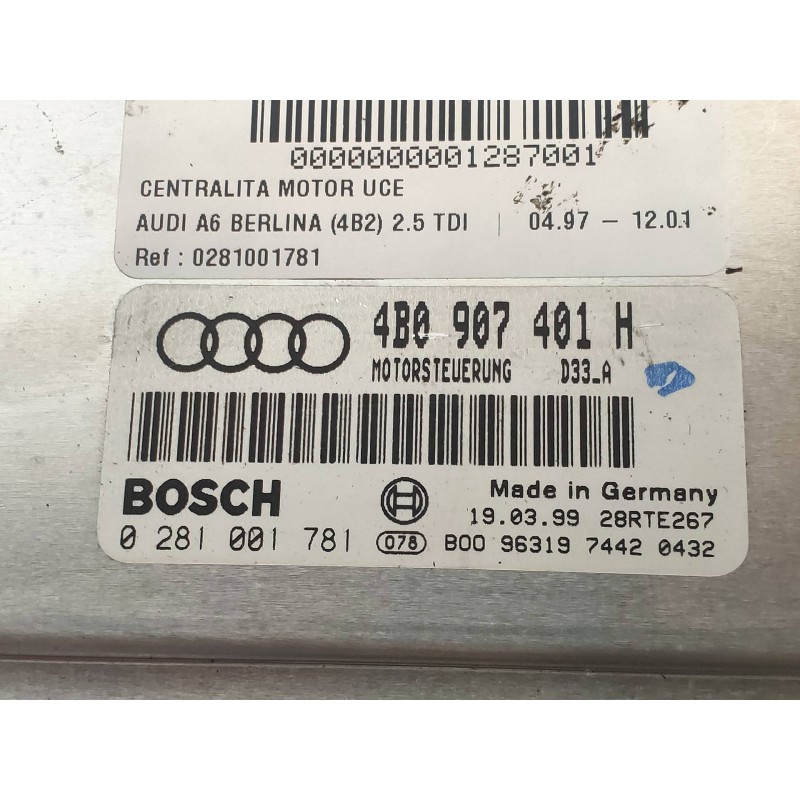 0000000001287001
CENTRALITA MOTOR UCE
AUDI A6 BERLINA (4B2) 2.5 TDI | 04.97 - 12.01
Ref : 0281001781
4B0 907 401 H
MOTORSTEUERUNG D33_A
BOSCH Made in Germany
19.03.99 28RTE267
0 281 001 781 078 B00 96319 7442 0432